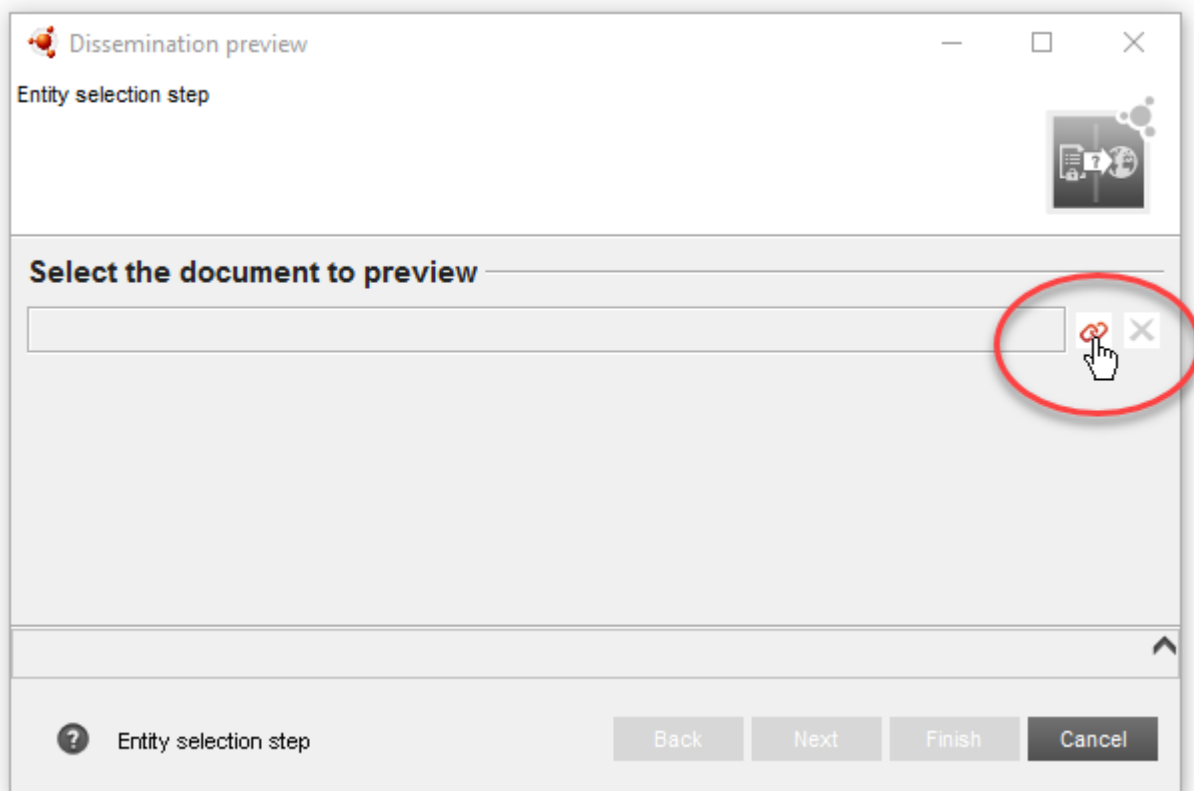 Dissemination preview
Entity selection step
?
Select the document to preview
? Entity selection step
Back Next Finish Cancel